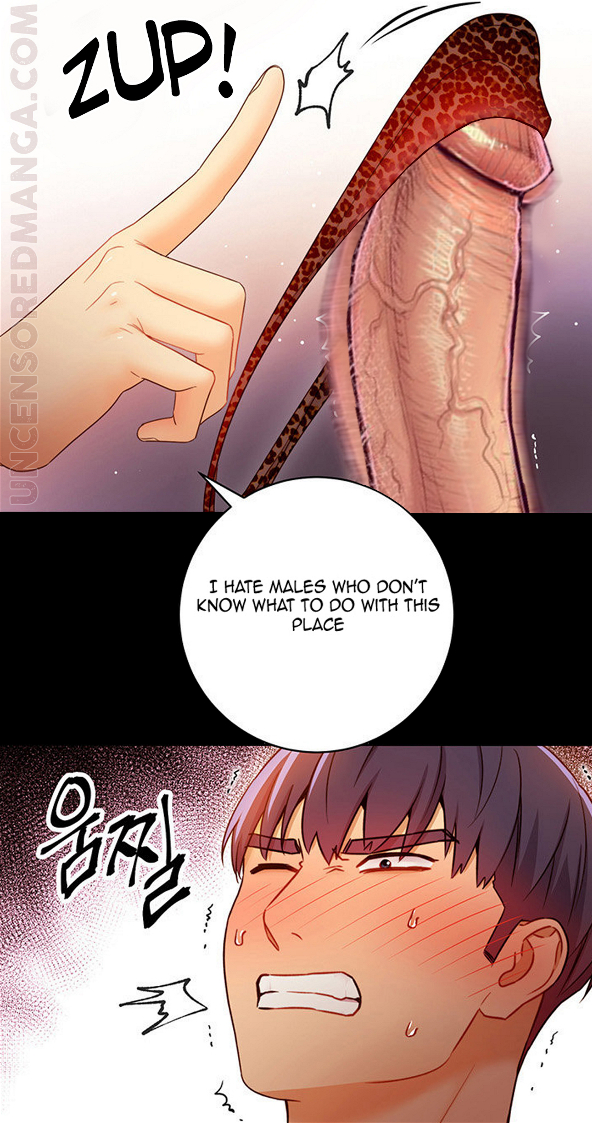 UNCENSOREDMANGA.COM
ZUP!
I HATE MALES WHO DON'T
KNOW WHAT TO DO WITH THIS
PLACE
움찔